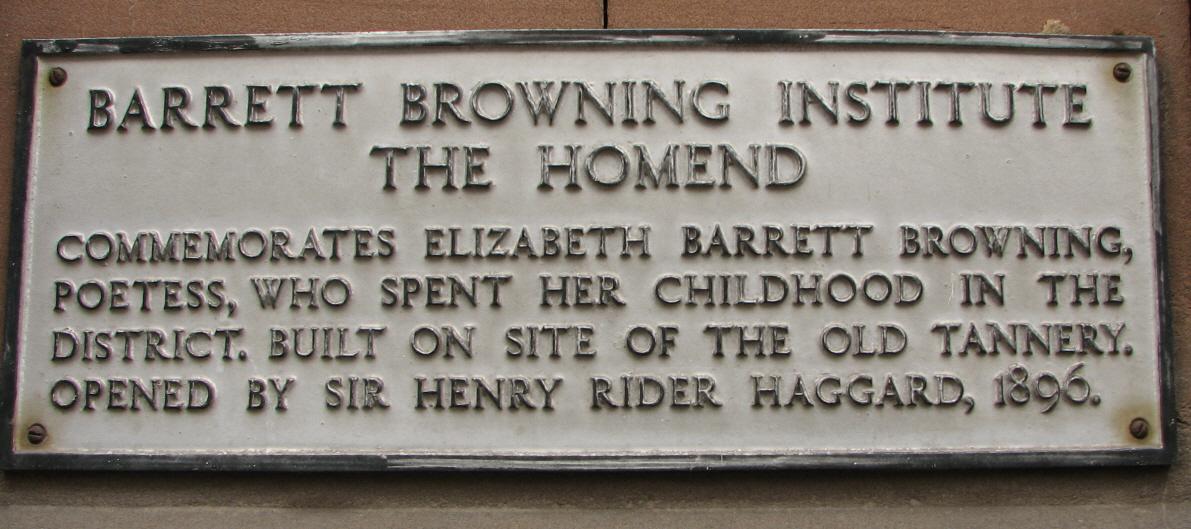 BARRETT BROWNING INSTITUTE
THE HOMEND
COMMEMORATES ELIZABETH BARRETT BROWNING,
POETESS, WHO SPENT HER CHILDHOOD IN THE
DISTRICT. BUILT ON SITE OF THE OLD TANNERY.
OPENED BY SIR HENRY RIDER HAGGARD, 1896.